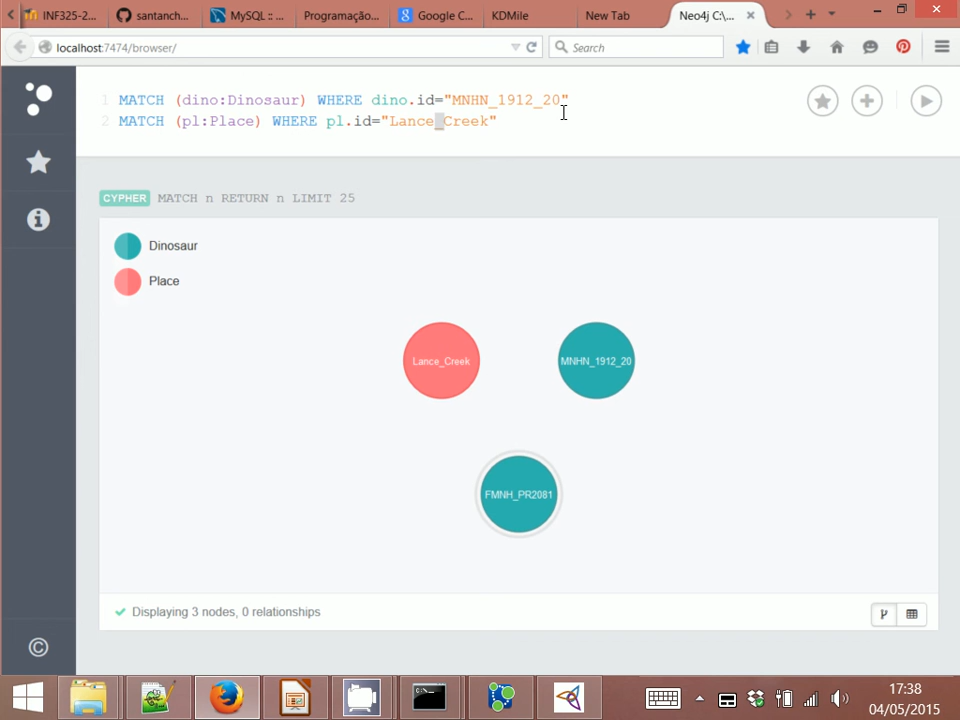 INF325-2...
santanch...
MySQL :: ...
Programação...
Google C...
KDMile
New Tab
Neo4j C:\...
localhost:7474/browser/
Search
1 MATCH (dino:Dinosaur) WHERE dino.id="MNHN_1912_20"
2 MATCH (pl:Place) WHERE pl.id="Lance_Creek"
CYPHER MATCH n RETURN n LIMIT 25
Dinosaur
Place
Lance_Creek
MNHN_1912_20
FMNH_PR2081
Displaying 3 nodes, 0 relationships
17:38
04/05/2015